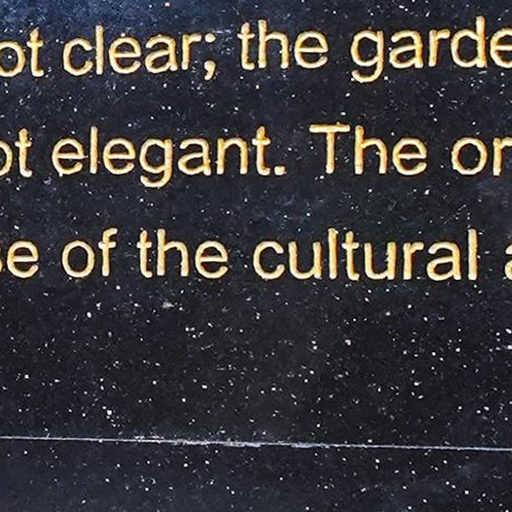 ot clear; the garde
ot elegant. The or
se of the cultural a